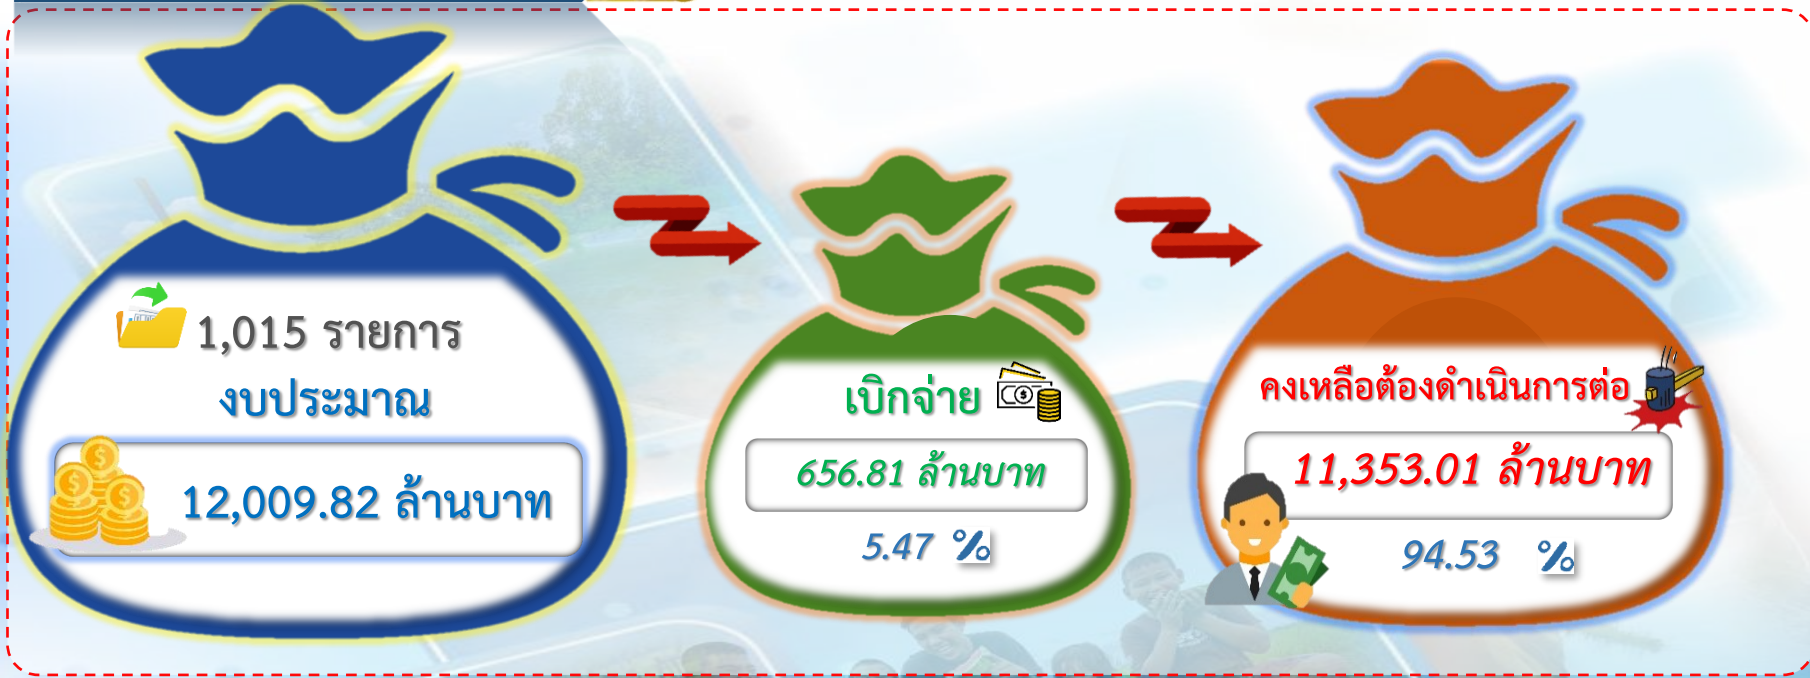 1,015 รายการ
งบประมาณ
12,009.82 ล้านบาท
เบิกจ่าย
656.81 ล้านบาท
5.47 %
คงเหลือต้องดำเนินการต่อ
11,353.01 ล้านบาท
94.53 %